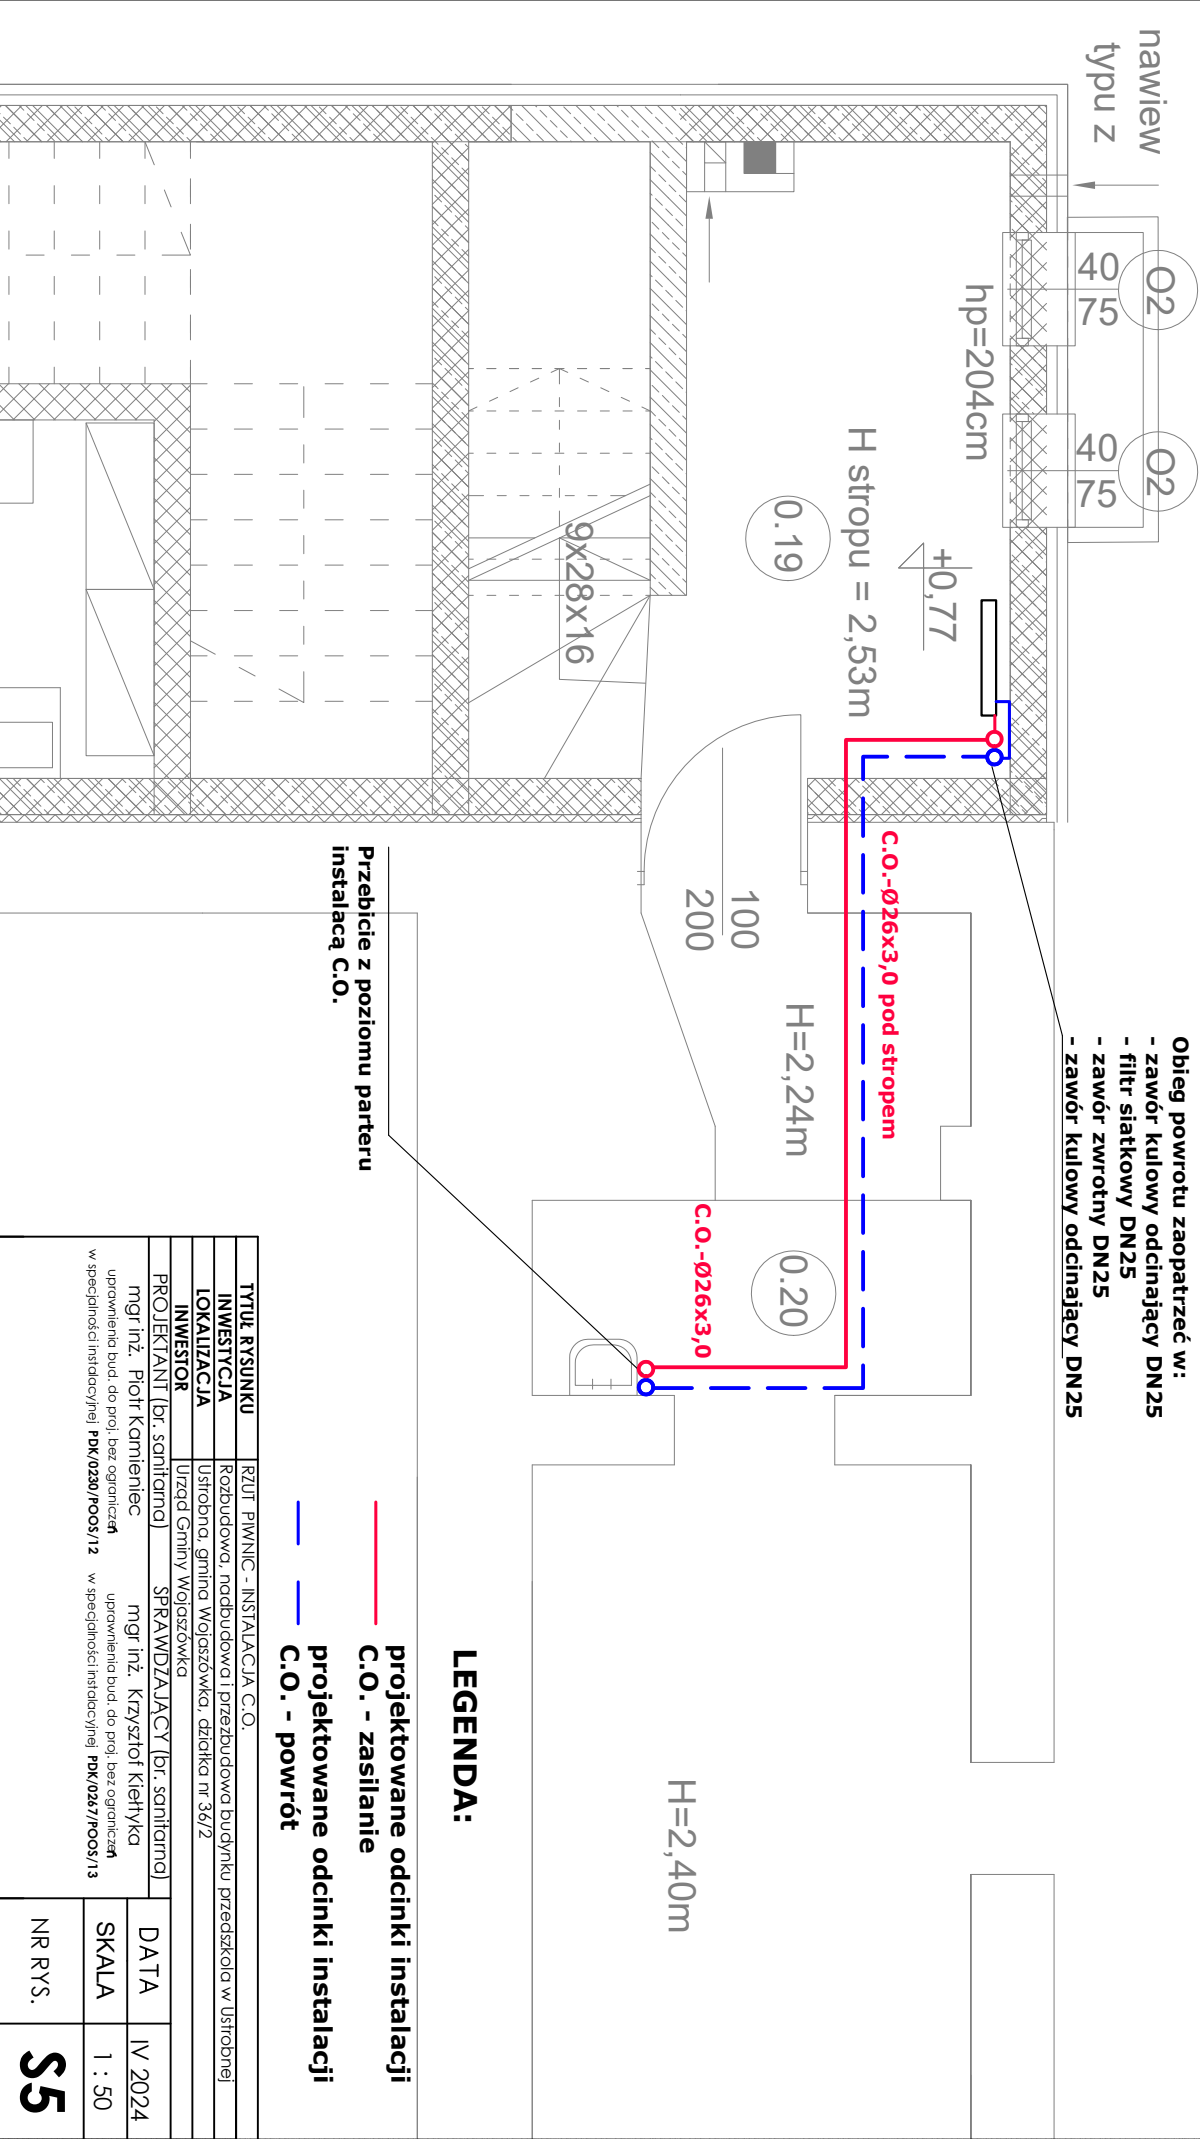 nawiew
typu z
O2
40
75
O2
40
75
hp=204cm
+0,77
H stropu = 2,53m
0.19
9x28x16
100
200
C.O.-Ø26x3,0 pod stropem
H=2,24m
Obieg powrotu zaopatrzeć w:
- zawór kulowy odcinający DN25
- filtr siatkowy DN25
- zawór zwrotny DN25
- zawór kulowy odcinający DN25
Przebicie z poziomu parteru
instalacą C.O.
0.20
C.O.-Ø26x3,0
H=2,40m
LEGENDA:
projektowane odcinki instalacji
C.O. - zasilanie
projektowane odcinki instalacji
C.O. - powrót
TYTUŁ RYSUNKU RZUT PIWNIC - INSTALACJA C.O.
INWESTYCJA Rozbudowa, nadbudowa i przezbudowa budynku przedszkola w Ustrobnej
LOKALIZACJA Ustrobna, gmina Wojaszówka, działka nr 36/2
INWESTOR Urząd Gminy Wojaszówka
PROJEKTANT (br. sanitarna) SPRAWDZAJĄCY (br. sanitarna)
mgr inż. Piotr Kamieniec mgr inż. Krzysztof Kiełtyka
uprawnienia bud. do proj. bez ograniczeń uprawnienia bud. do proj. bez ograniczeń
w specjalności instalacyjnej PDK/0230/POOS/12 w specjalności instalacyjnej PDK/0267/POOS/13
DATA IV 2024
SKALA 1 : 50
NR RYS. S5